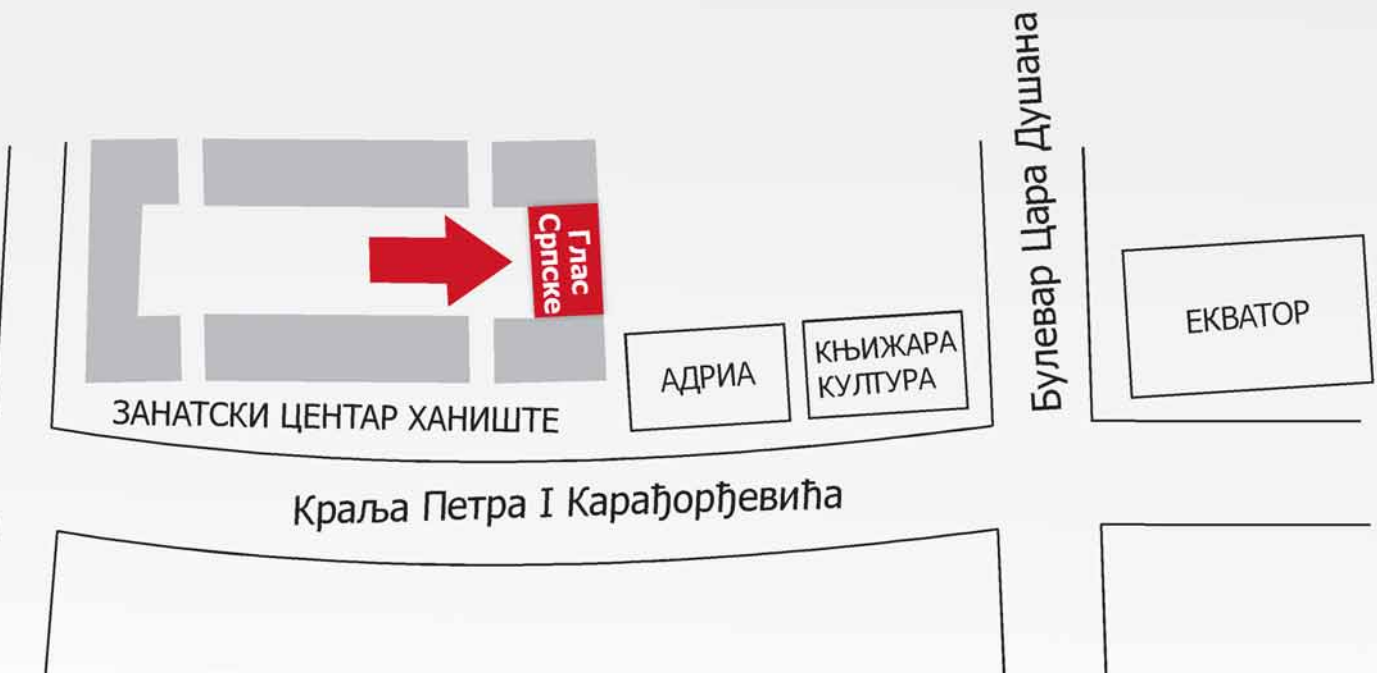 Булевар Цара Душана
Глас
Српске
ЕКВАТОР
АДРИА
КЊИЖАРА
КУЛТУРА
ЗАНАТСКИ ЦЕНТАР ХАНИШТЕ
Краља Петра I Карађорђевића